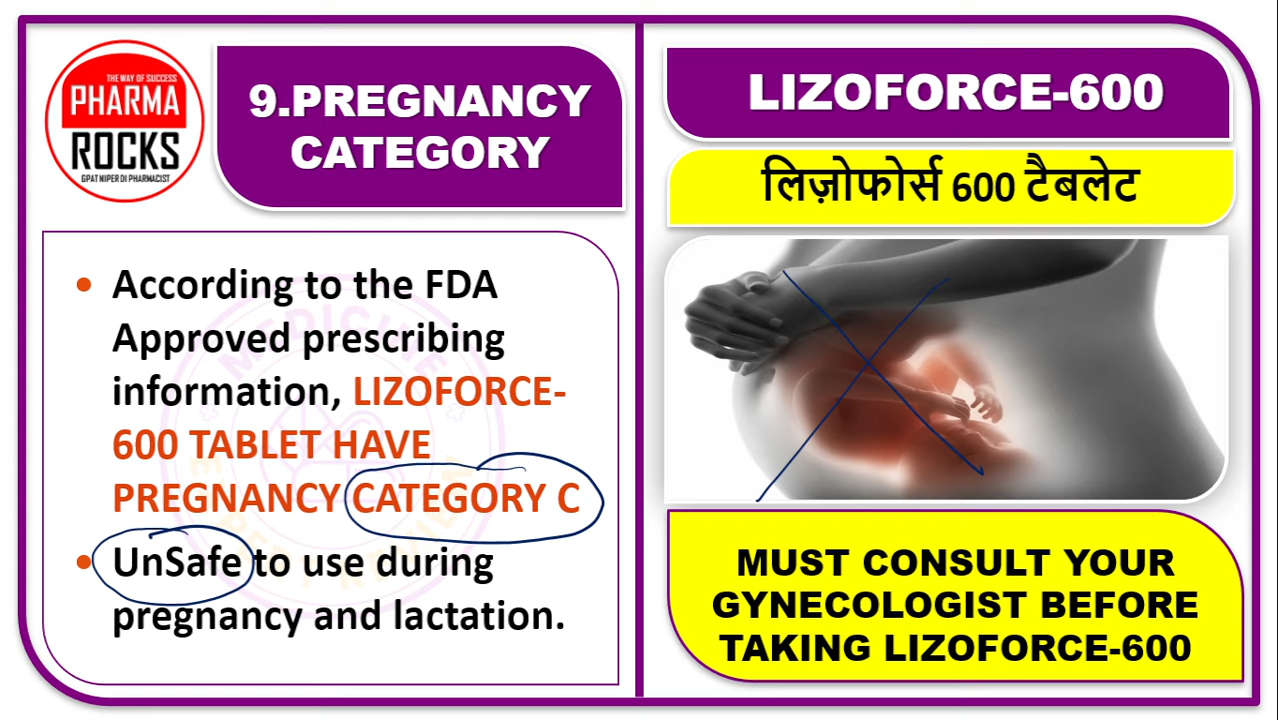 THE WAY OF SUCCESS
PHARMA
ROCKS
GPAT NIPER DI PHARMACIST
9.PREGNANCY
CATEGORY
• According to the FDA
Approved prescribing
information, LIZOFORCE-
600 TABLET HAVE
PREGNANCY CATEGORY C
• UnSafe to use during
pregnancy and lactation.
LIZOFORCE-600
लिज़ोफोर्स 600 टैबलेट
MUST CONSULT YOUR
GYNECOLOGIST BEFORE
TAKING LIZOFORCE-600